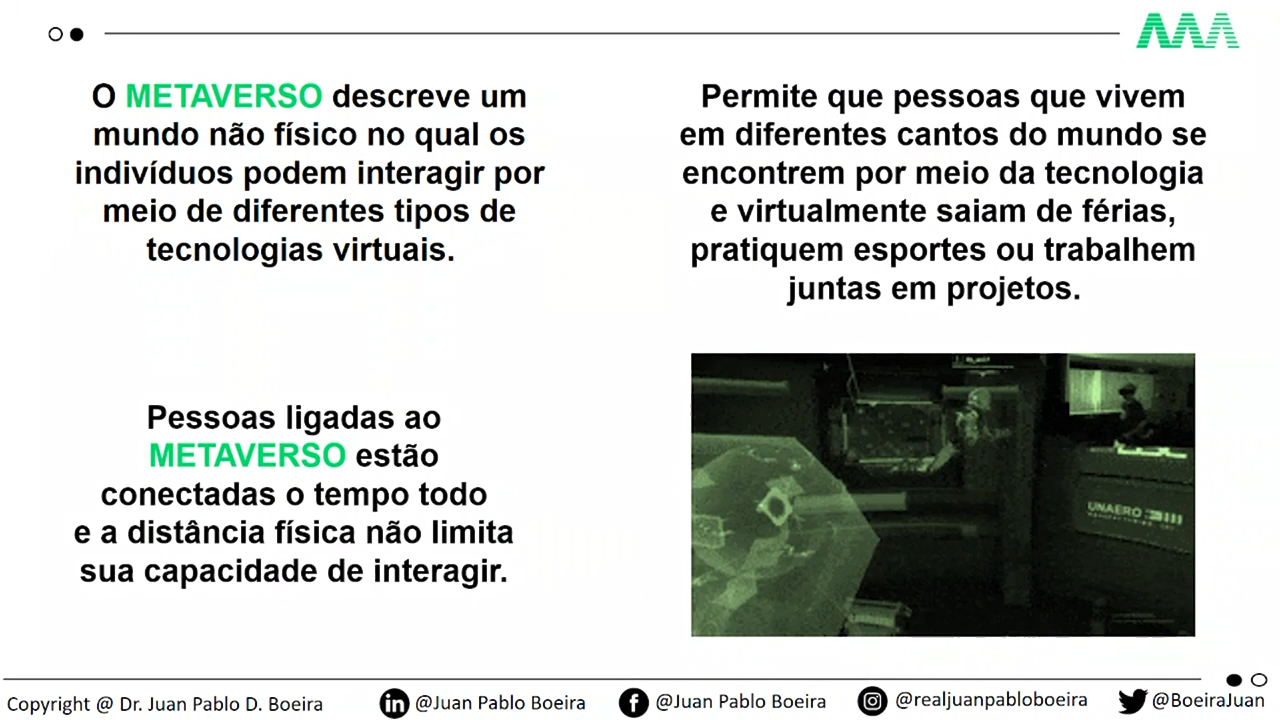 O METAVERSO descreve um
mundo não físico no qual os
indivíduos podem interagir por
meio de diferentes tipos de
tecnologias virtuais.
Permite que pessoas que vivem
em diferentes cantos do mundo se
encontrem por meio da tecnologia
e virtualmente saiam de férias,
pratiquem esportes ou trabalhem
juntas em projetos.
Pessoas ligadas ao
METAVERSO estão
conectadas o tempo todo
e a distância física não limita
sua capacidade de interagir.
UNAERO
Copyright @ Dr. Juan Pablo D. Boeira
@Juan Pablo Boeira
@Juan Pablo Boeira
@realjuanpabloboeira
@BoeiraJuan